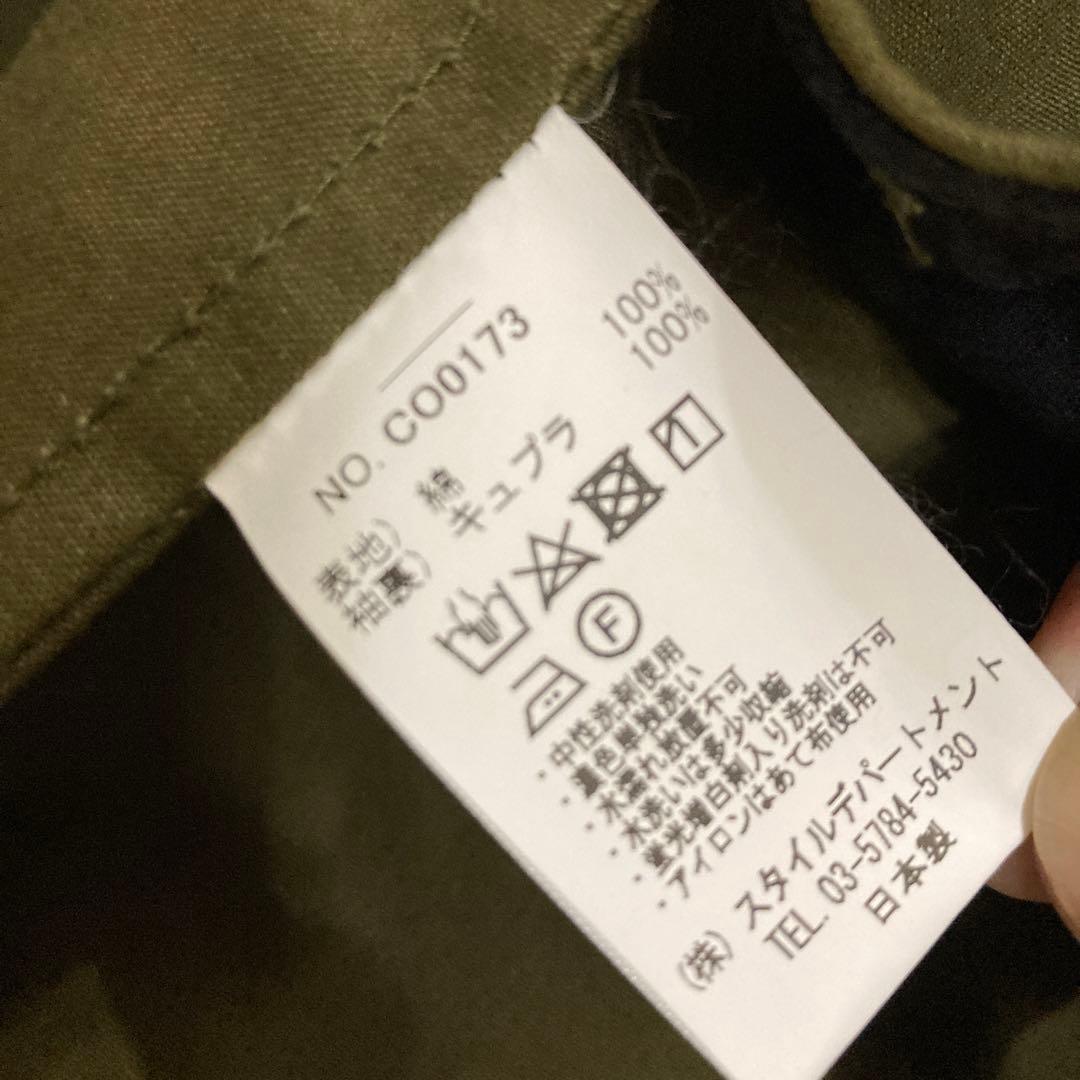 NO. CO0173
表地) 綿 100%
袖裏) キュプラ 100%
F
・中性洗剤使用
・濃色単独洗い
・水濡れ放置不可
・水洗いは多少収縮
・蛍光増白剤入り洗剤は不可
・アイロンはあて布使用
(株) スタイルデパートメント
TEL. 03-5784-5430
日本製